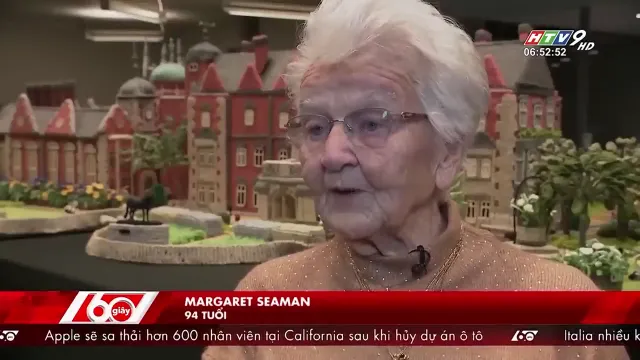 HTV9 HD
06:52:52
60 giây
MARGARET SEAMAN
94 TUỔI
Apple sẽ sa thải hơn 600 nhân viên tại California sau khi hủy dự án ô tô
60
Italia nhiều k